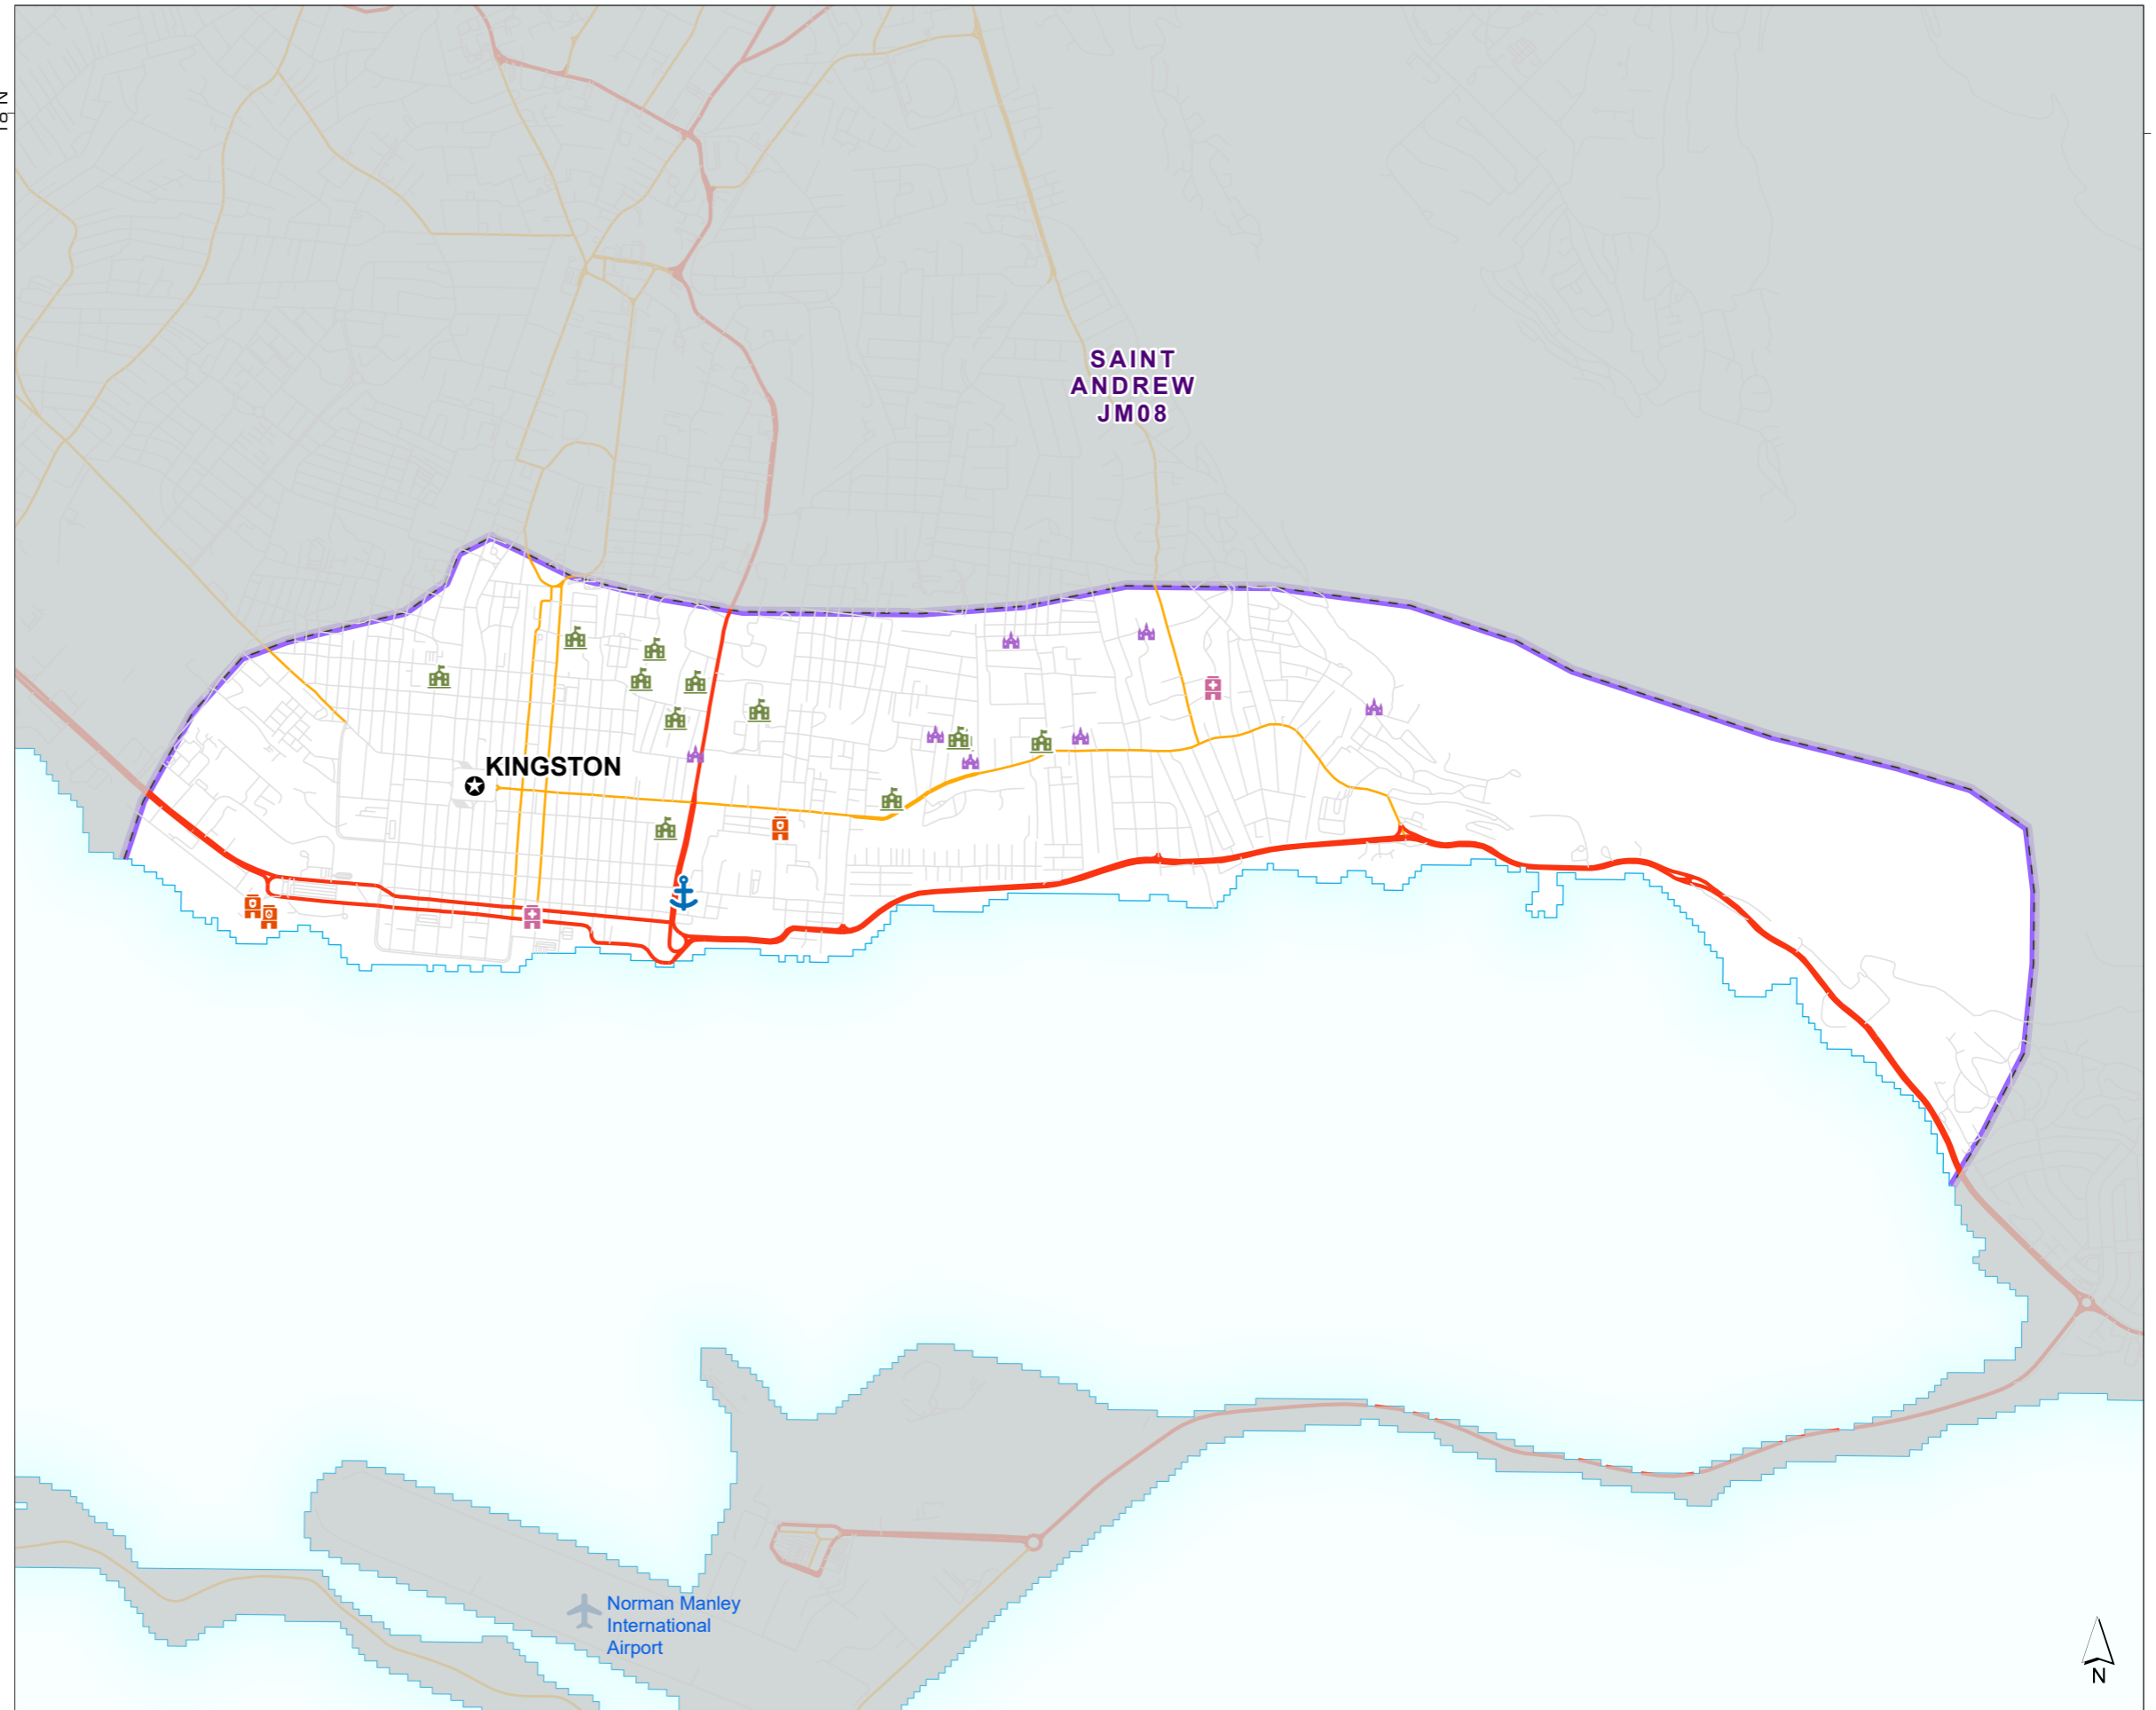 SAINT
ANDREW
JM08
KINGSTON
Norman Manley
International
Airport
N